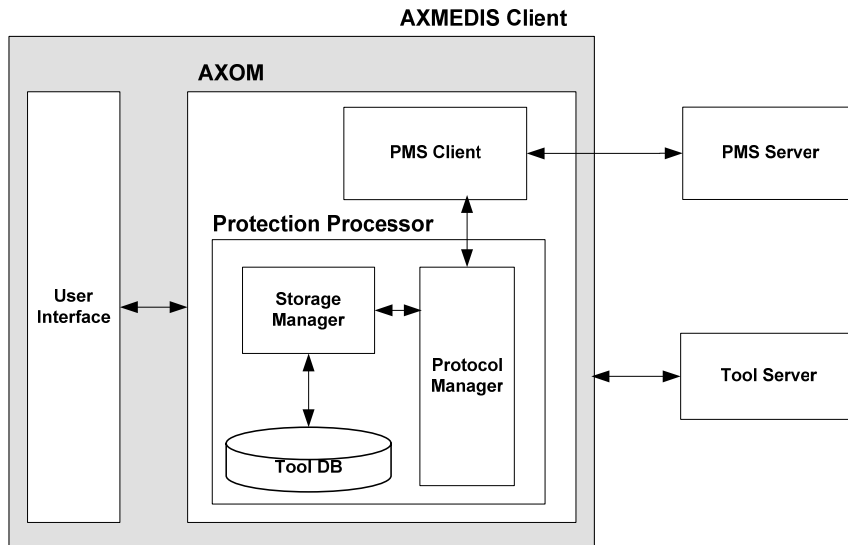 AXMEDIS Client
AXOM
PMS Client
PMS Server
Protection Processor
User
Interface
Storage
Manager
Protocol
Manager
Tool Server
Tool DB